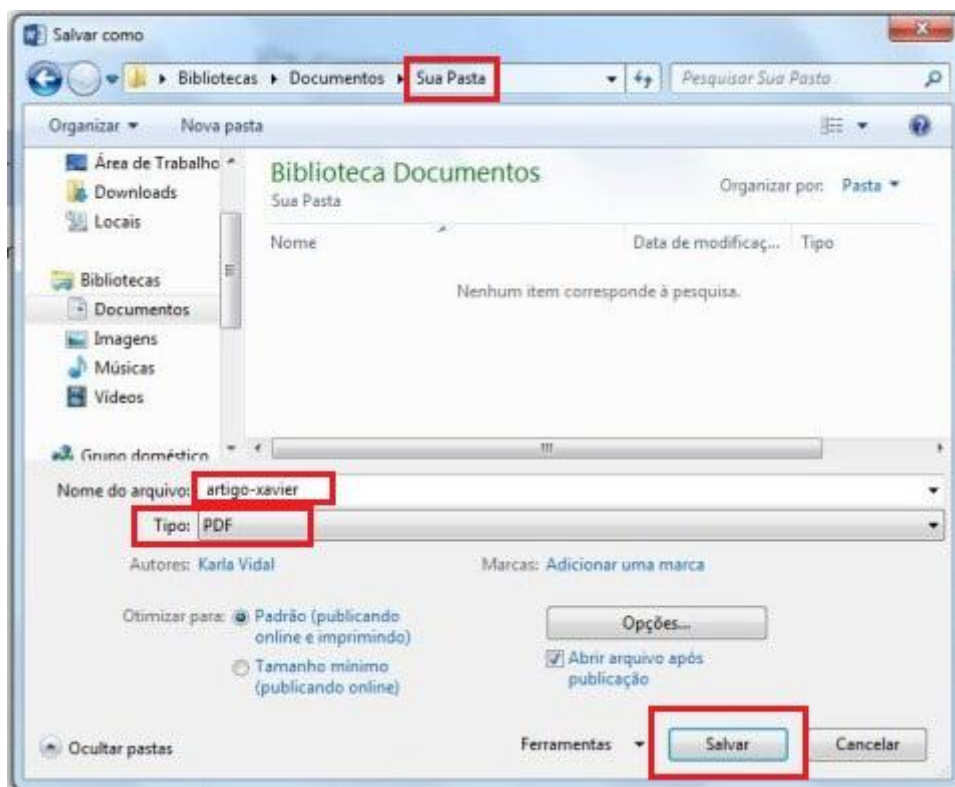 Salvar como
Bibliotecas Documentos Sua Pasta Pesquisar Sua Pasta
Organizar Nova pasta
Área de Trabalho
Downloads
Locais
Bibliotecas
Documentos
Imagens
Músicas
Vídeos
Grupo doméstico
Biblioteca Documentos
Sua Pasta
Organizar por: Pasta
Nome Data de modificaç... Tipo
Nenhum item corresponde à pesquisa.
Nome do arquivo: artigo-xavier
Tipo: PDF
Autores: Karla Vidal Marcas: Adicionar uma marca
Otimizar para: Padrão (publicando
online e imprimindo)
Tamanho mínimo
(publicando online)
Opções...
Abrir arquivo após
publicação
Ocultar pastas Ferramentas Salvar Cancelar